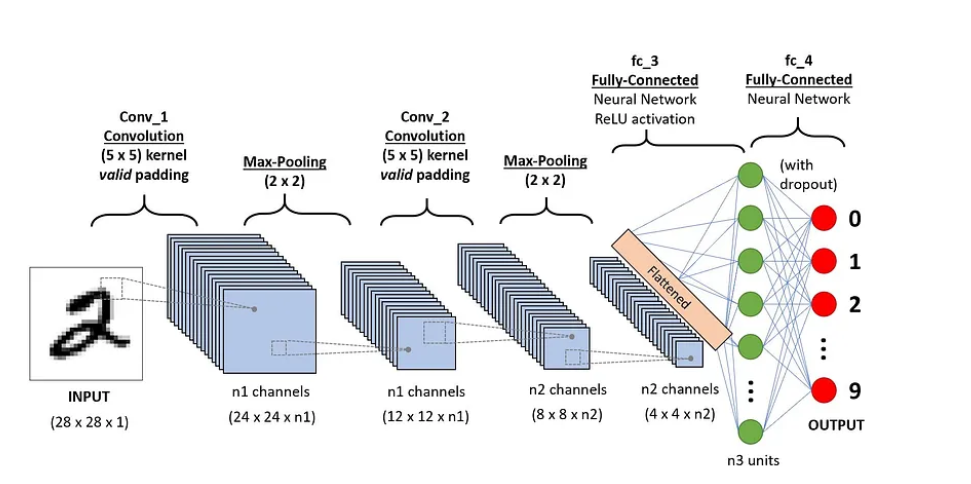 Conv_1
Convolution
(5 x 5) kernel
valid padding
Max-Pooling
(2 x 2)
Conv_2
Convolution
(5 x 5) kernel
valid padding
Max-Pooling
(2 x 2)
fc_3
Fully-Connected
Neural Network
ReLU activation
fc_4
Fully-Connected
Neural Network
(with
dropout)
Flattened
0
1
2
9
2
INPUT
(28 x 28 x 1)
n1 channels
(24 x 24 x n1)
n1 channels
(12 x 12 x n1)
n2 channels
(8 x 8 x n2)
n2 channels
(4 x 4 x n2)
n3 units
OUTPUT